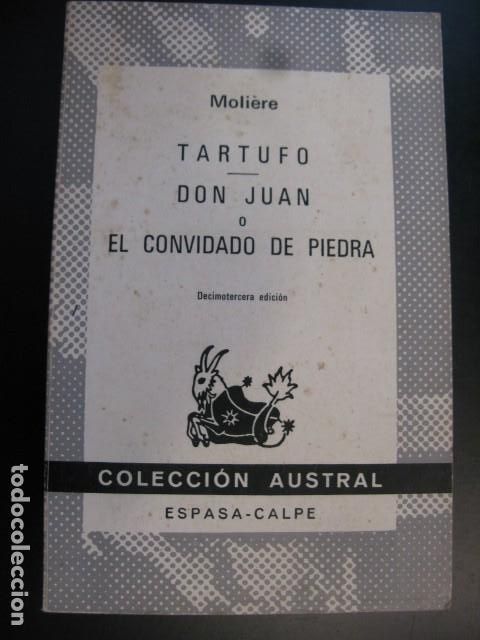 Molière
TARTUFO
DON JUAN
o
EL CONVIDADO DE PIEDRA
Decimotercera edición
COLECCIÓN AUSTRAL
ESPASA-CALPE
todocoleccion